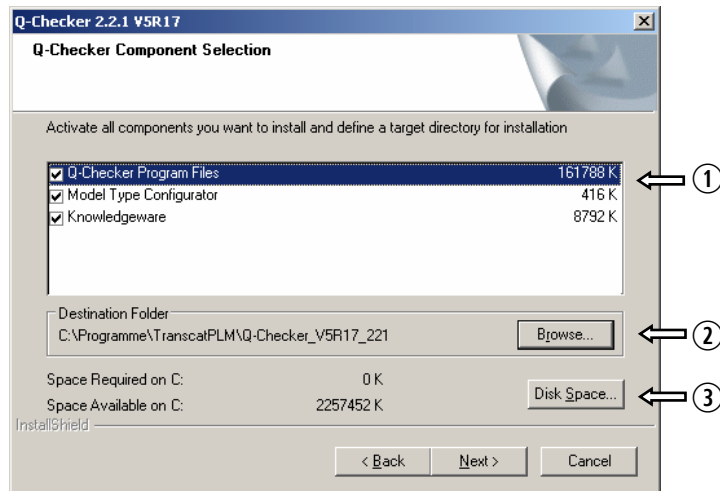 Q-Checker 2.2.1 V5R17
Q-Checker Component Selection
Activate all components you want to install and define a target directory for installation
Q-Checker Program Files 161788 K
Model Type Configurator 416 K
Knowledgeware 8792 K
1
Destination Folder
C:\Programme\TranscatPLM\Q-Checker_V5R17_221 Browse...
2
Space Required on C: 0 K
Disk Space...
3
Space Available on C: 2257452 K
InstallShield
< Back Next > Cancel